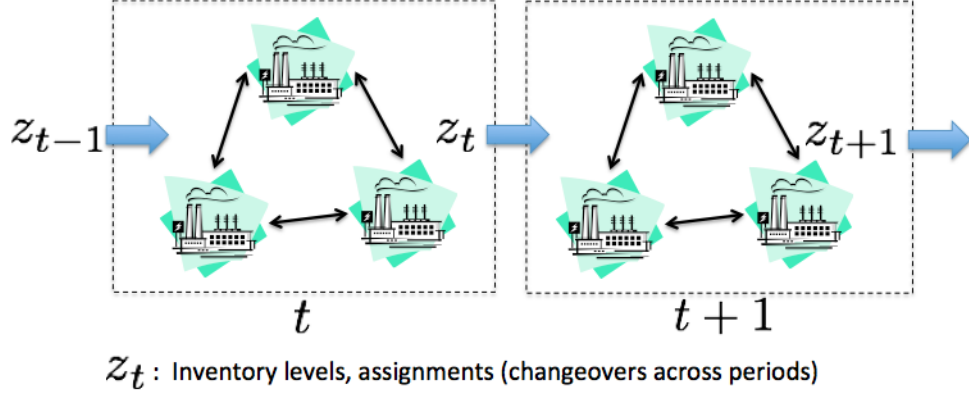 z_{t-1}
z_t
z_{t+1}
t
t + 1
z_t : Inventory levels, assignments (changeovers across periods)